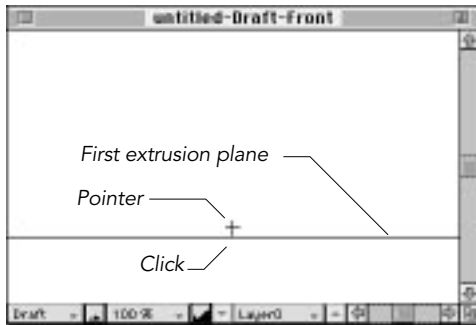 untitled-Draft-Front
First extrusion plane
Pointer
Click
Draft 100 % Layer0